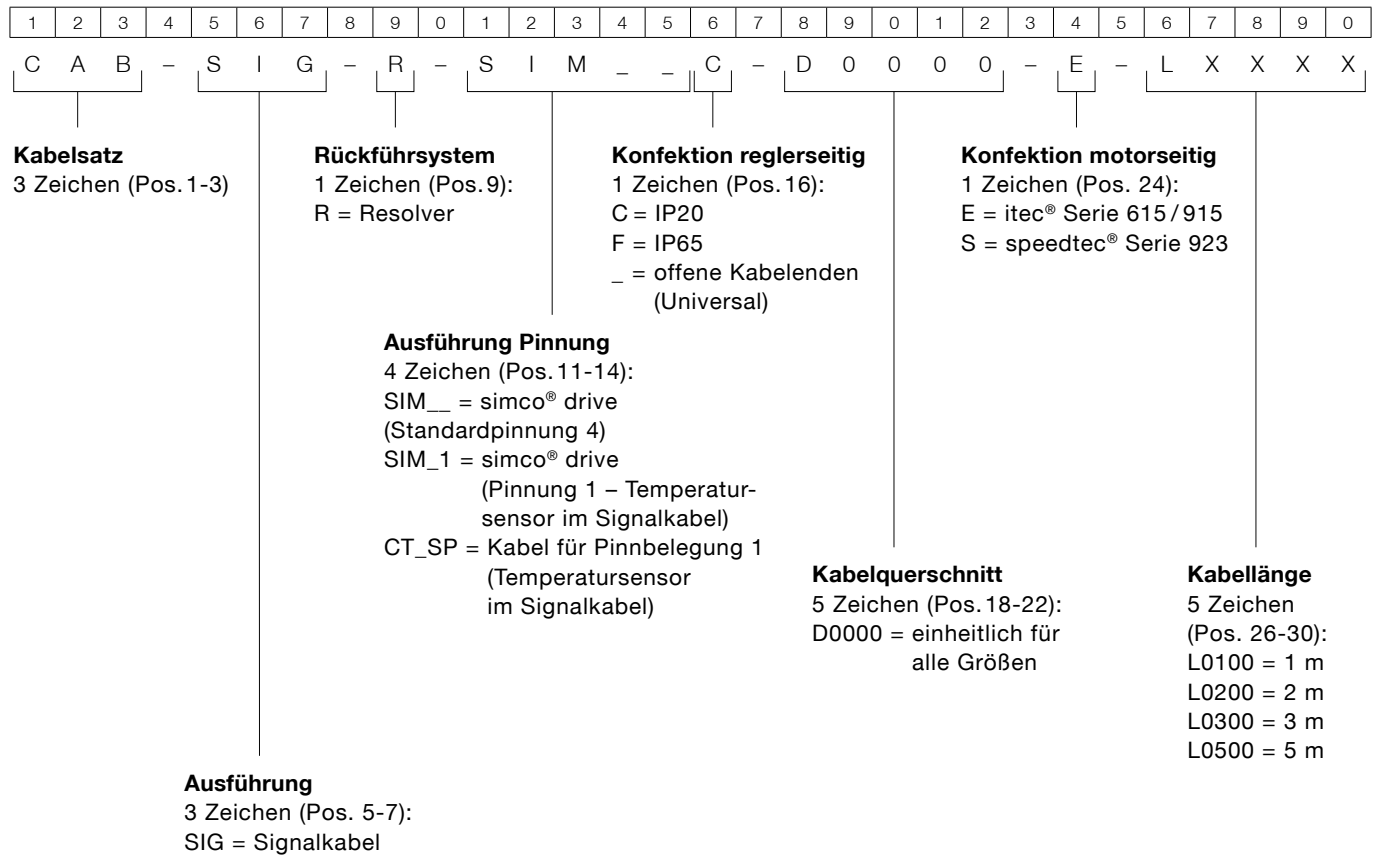 1 2 3 4 5 6 7 8 9 0 1 2 3 4 5 6 7 8 9 0 1 2 3 4 5 6 7 8 9 0
C A B – S I G – R – S I M _ _ C – D 0 0 0 0 – E – L X X X X
Kabelsatz
3 Zeichen (Pos. 1-3)
Rückführsystem
1 Zeichen (Pos. 9):
R = Resolver
Konfektion reglerseitig
1 Zeichen (Pos. 16):
C = IP20
F = IP65
_ = offene Kabelenden
(Universal)
Konfektion motorseitig
1 Zeichen (Pos. 24):
E = itec® Serie 615 / 915
S = speedtec® Serie 923
Ausführung Pinnung
4 Zeichen (Pos. 11-14):
SIM__ = simco® drive
(Standardpinnung 4)
SIM_1 = simco® drive
(Pinnung 1 – Temperatur-
sensor im Signalkabel)
CT_SP = Kabel für Pinnbelegung 1
(Temperatursensor
im Signalkabel)
Kabelquerschnitt
5 Zeichen (Pos. 18-22):
D0000 = einheitlich für
alle Größen
Kabellänge
5 Zeichen
(Pos. 26-30):
L0100 = 1 m
L0200 = 2 m
L0300 = 3 m
L0500 = 5 m
Ausführung
3 Zeichen (Pos. 5-7):
SIG = Signalkabel